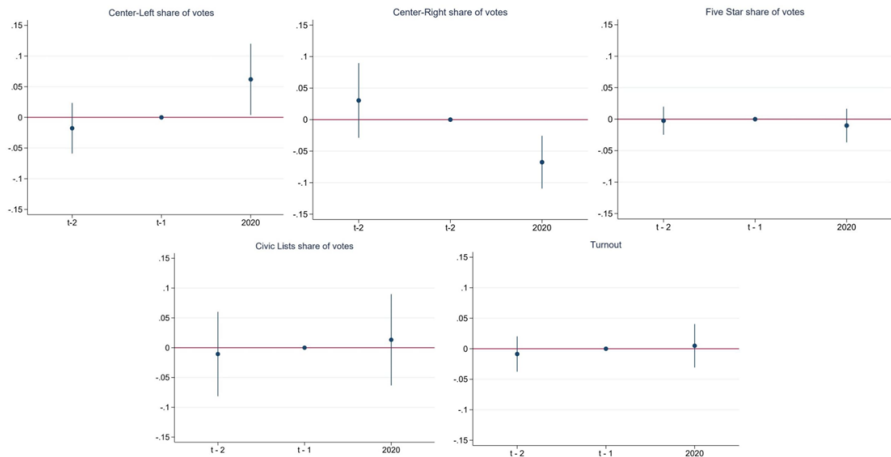 Center-Left share of votes
.15
.1
.05
0
-.05
-.1
-.15
t-2
t-1
2020
Center-Right share of votes
.15
.1
.05
0
-.05
-.1
-.15
t-2
t-2
2020
Five Star share of votes
.15
.1
.05
0
-.05
-.1
-.15
t - 2
t - 1
2020
Civic Lists share of votes
.15
.1
.05
0
-.05
-.1
-.15
t - 2
t - 1
2020
Turnout
.15
.1
.05
0
-.05
-.1
-.15
t - 2
t - 1
2020